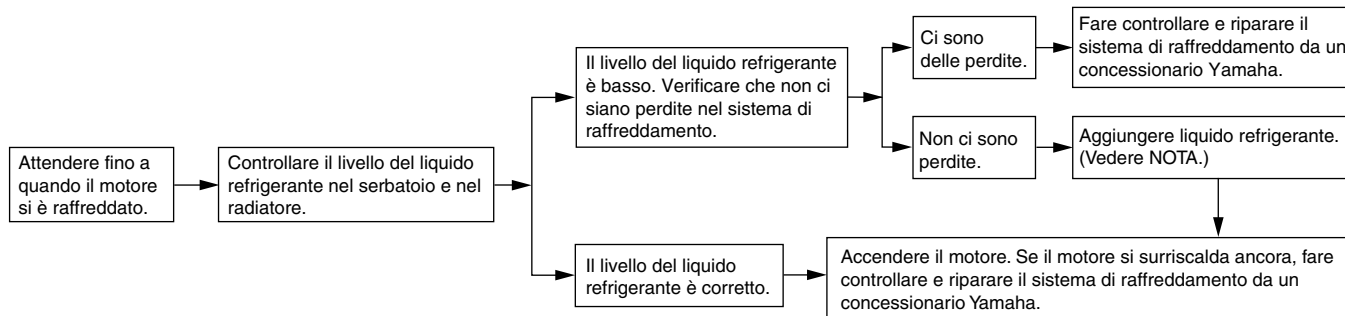 Attendere fino a
quando il motore
si è raffreddato.
Controllare il livello del liquido
refrigerante nel serbatoio e nel
radiatore.
Il livello del liquido refrigerante
è basso. Verificare che non ci
siano perdite nel sistema di
raffreddamento.
Ci sono
delle perdite.
Fare controllare e riparare il
sistema di raffreddamento da un
concessionario Yamaha.
Non ci sono
perdite.
Aggiungere liquido refrigerante.
(Vedere NOTA.)
Il livello del liquido
refrigerante è corretto.
Accendere il motore. Se il motore si surriscalda ancora, fare
controllare e riparare il sistema di raffreddamento da un
concessionario Yamaha.